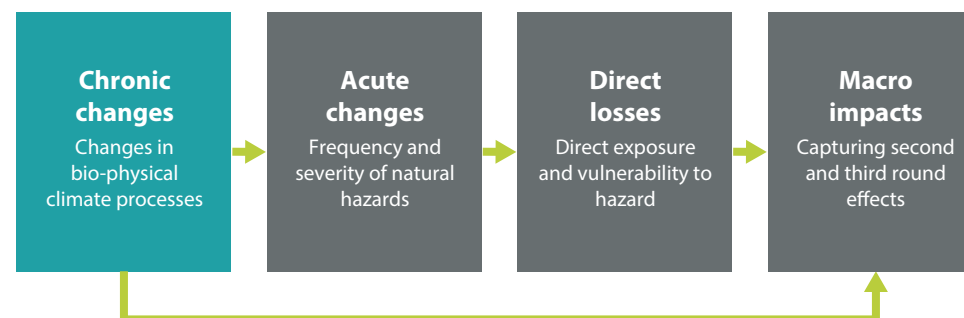 Chronic
changes
Changes in
bio-physical
climate processes
Acute
changes
Frequency and
severity of natural
hazards
Direct
losses
Direct exposure
and vulnerability to
hazard
Macro
impacts
Capturing second
and third round
effects